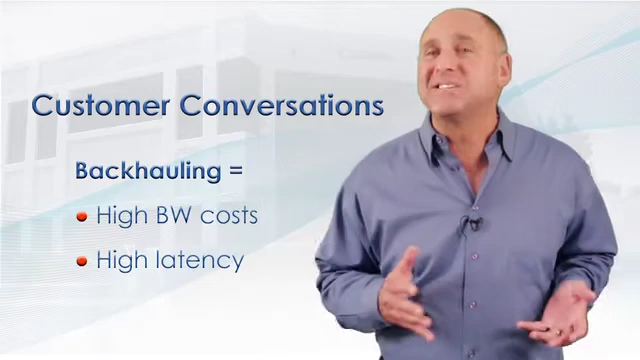 Customer Conversations
Backhauling =
High BW costs
High latency